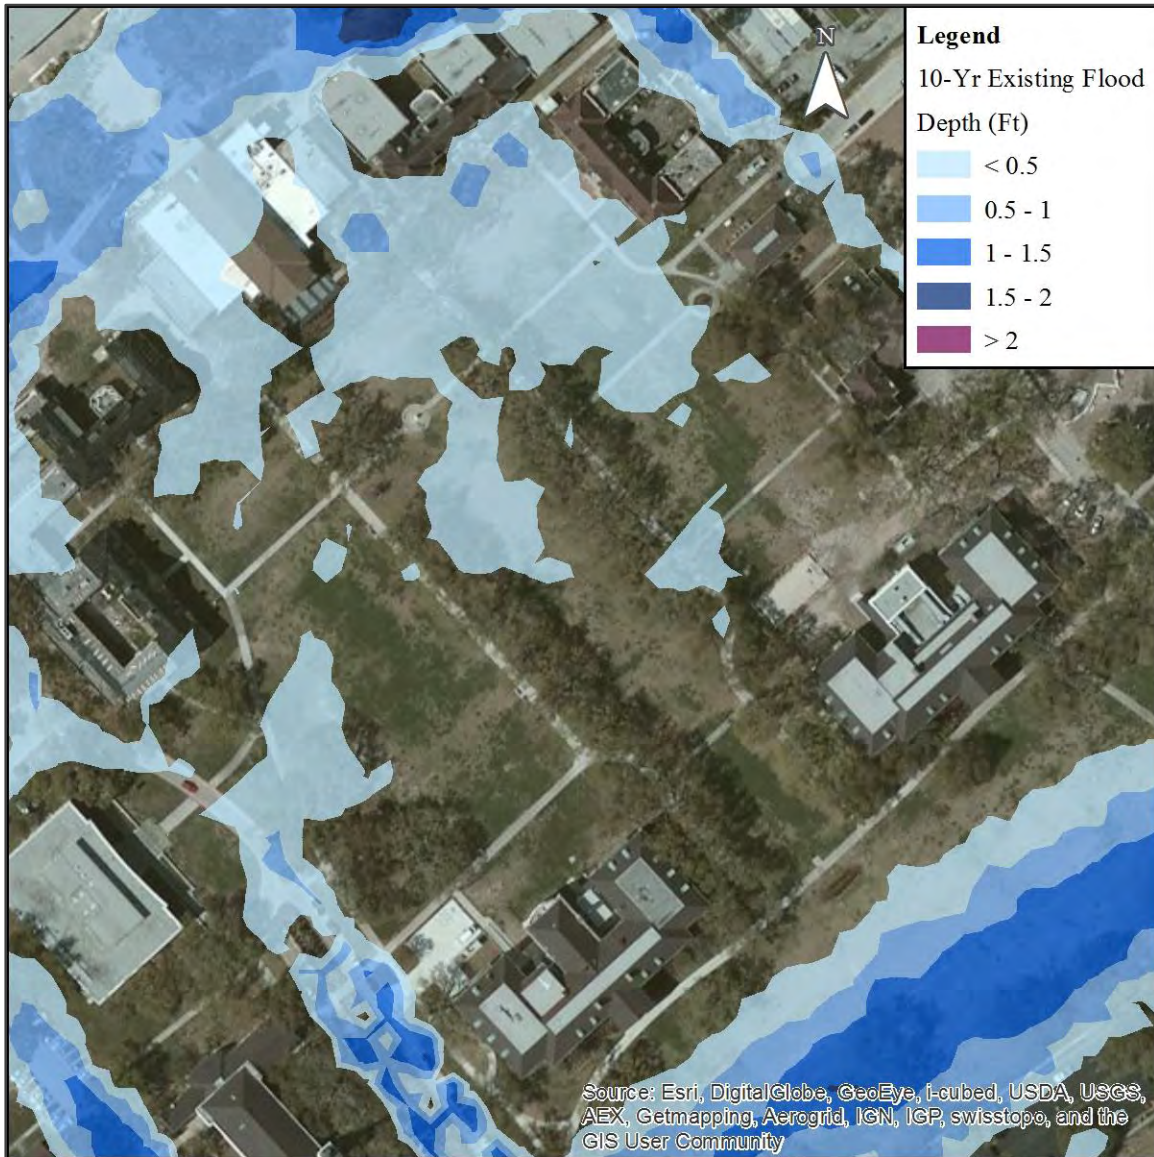 N
Legend
10-Yr Existing Flood
Depth (Ft)
< 0.5
0.5 - 1
1 - 1.5
1.5 - 2
> 2
Source: Esri, DigitalGlobe, GeoEye, i-cubed, USDA, USGS,
AEX, Getmapping, Aerogrid, IGN, IGP, swisstopo, and the
GIS User Community